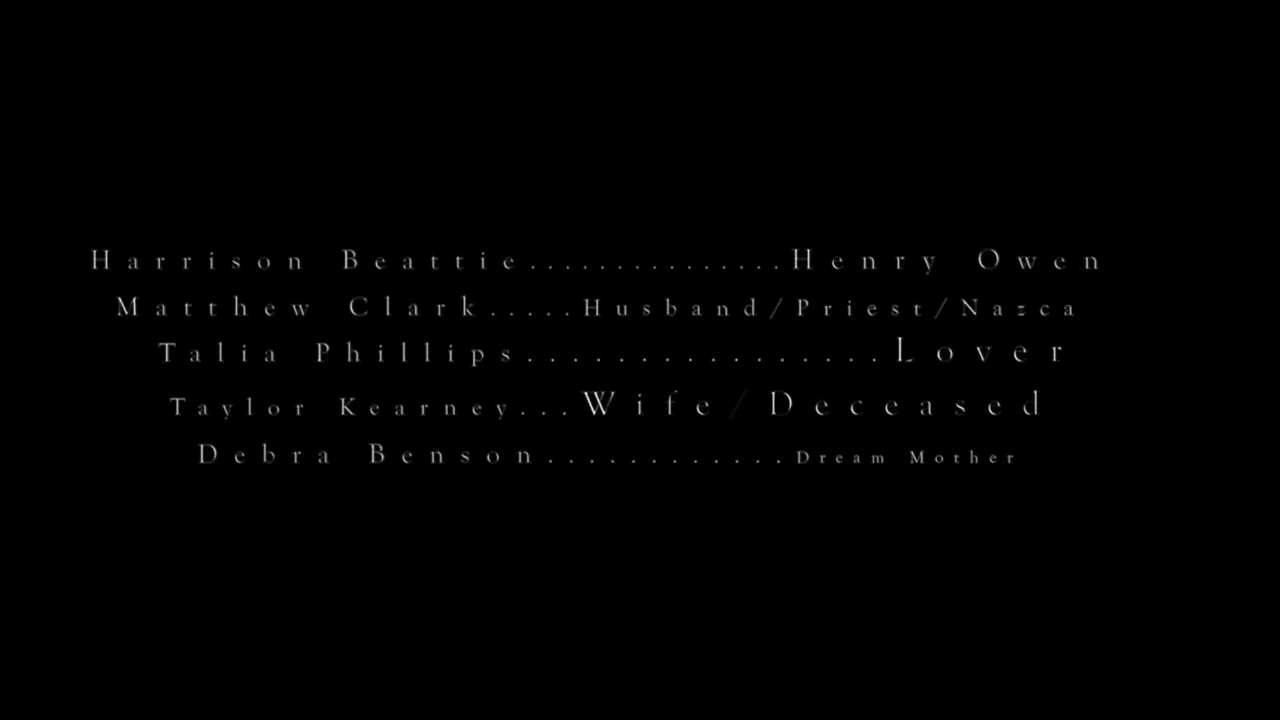 Harrison Beattie...............Henry Owen
Matthew Clark.....Husband/Priest/Nazca
Talia Phillips.................Lover
Taylor Kearney...Wife/Deceased
Debra Benson.............Dream Mother